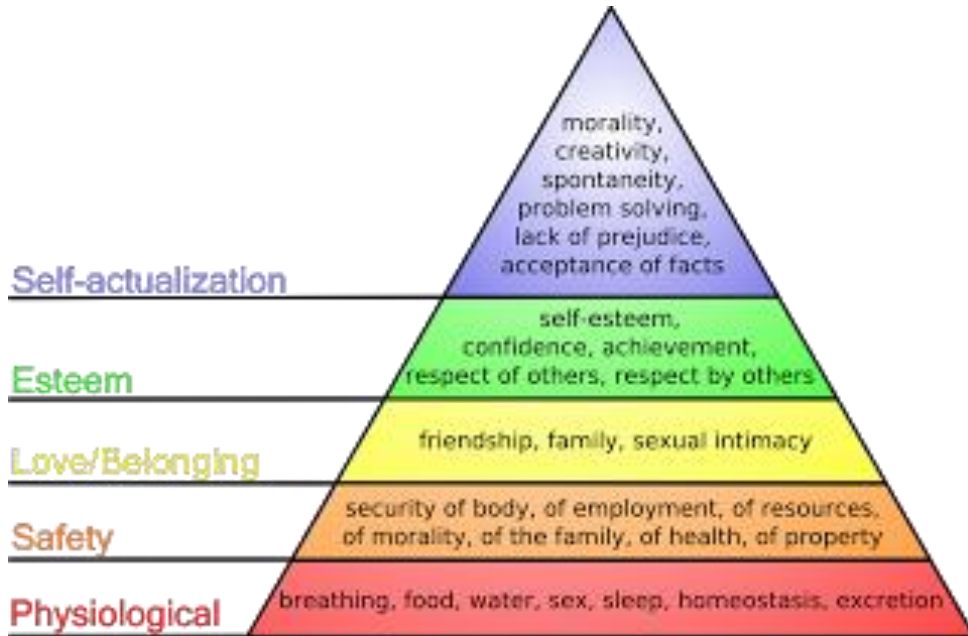 morality,
creativity,
spontaneity,
problem solving,
lack of prejudice,
acceptance of facts
Self-actualization
self-esteem,
confidence, achievement,
respect of others, respect by others
Esteem
friendship, family, sexual intimacy
Love/Belonging
security of body, of employment, of resources,
of morality, of the family, of health, of property
Safety
breathing, food, water, sex, sleep, homeostasis, excretion
Physiological